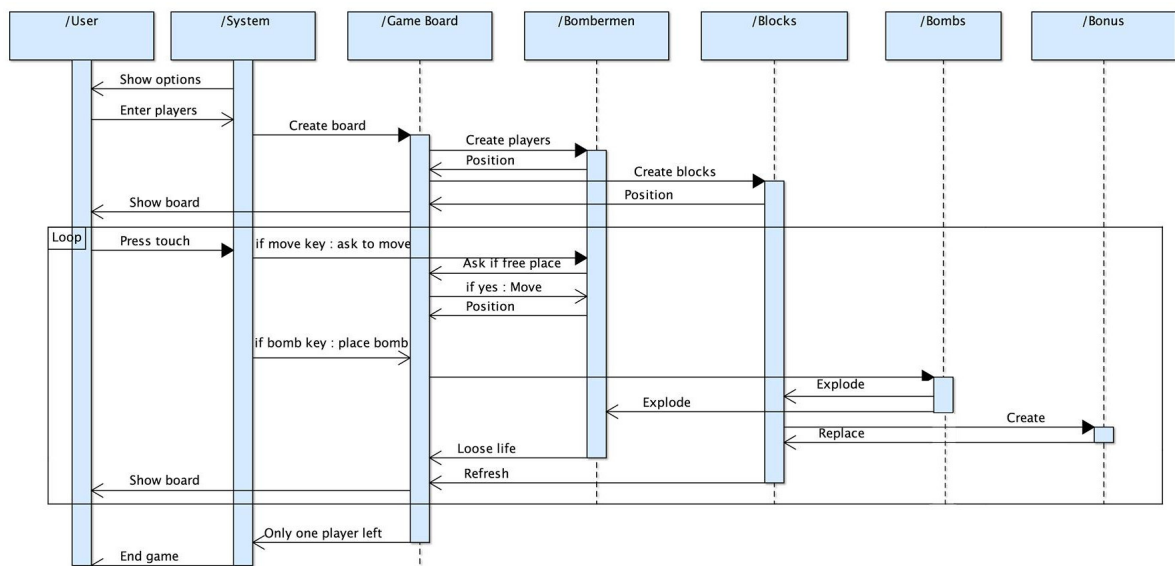 /User
/System
/Game Board
/Bombermen
/Blocks
/Bombs
/Bonus
Show options
Enter players
Create board
Create players
Position
Create blocks
Position
Show board
Loop
Press touch
if move key : ask to move
Ask if free place
if yes : Move
Position
if bomb key : place bomb
Explode
Explode
Create
Replace
Loose life
Refresh
Show board
Only one player left
End game